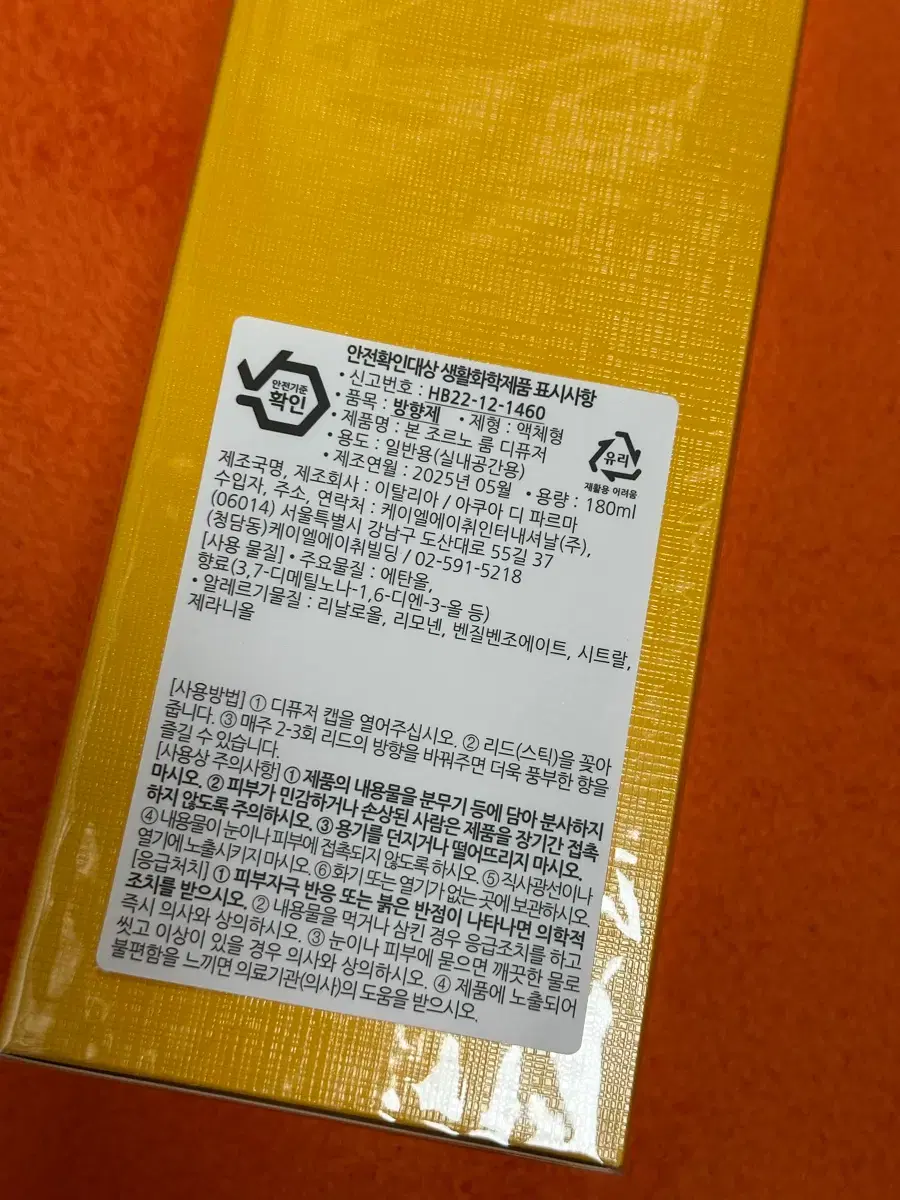 안전기준
확인
안전확인대상 생활화학제품 표시사항
• 신고번호 : HB22-12-1460
• 품목 : 방향제 • 제형 : 액체형
• 제품명 : 본 조르노 룸 디퓨저
• 용도 : 일반용(실내공간용)
• 제조연월 : 2025년 05월 • 용량 : 180ml
유리
재활용 어려움
제조국명, 제조회사 : 이탈리아 / 아쿠아 디 파르마
수입자, 주소, 연락처 : 케이엘에이취인터내셔날(주),
(06014) 서울특별시 강남구 도산대로 55길 37
(청담동)케이엘에이취빌딩 / 02-591-5218
[사용 물질] • 주요물질 : 에탄올,
향료(3,7-디메틸노나-1,6-디엔-3-올 등)
• 알레르기물질 : 리날로올, 리모넨, 벤질벤조에이트, 시트랄,
제라니올
[사용방법] ① 디퓨저 캡을 열어주십시오. ② 리드(스틱)을 꽂아
줍니다. ③ 매주 2-3회 리드의 방향을 바꿔주면 더욱 풍부한 향을
즐길 수 있습니다.
[사용상 주의사항] ① 제품의 내용물을 분무기 등에 담아 분사하지
마시오. ② 피부가 민감하거나 손상된 사람은 제품을 장기간 접촉
하지 않도록 주의하시오. ③ 용기를 던지거나 떨어뜨리지 마시오.
④ 내용물이 눈이나 피부에 접촉되지 않도록 하시오. ⑤ 직사광선이나
열기에 노출시키지 마시오. ⑥ 화기 또는 열기가 없는 곳에 보관하시오.
[응급처치] ① 피부자극 반응 또는 붉은 반점이 나타나면 의학적
조치를 받으시오. ② 내용물을 먹거나 삼킨 경우 응급조치를 하고
즉시 의사와 상의하시오. ③ 눈이나 피부에 묻으면 깨끗한 물로
씻고 이상이 있을 경우 의사와 상의하시오. ④ 제품에 노출되어
불편함을 느끼면 의료기관(의사)의 도움을 받으시오.